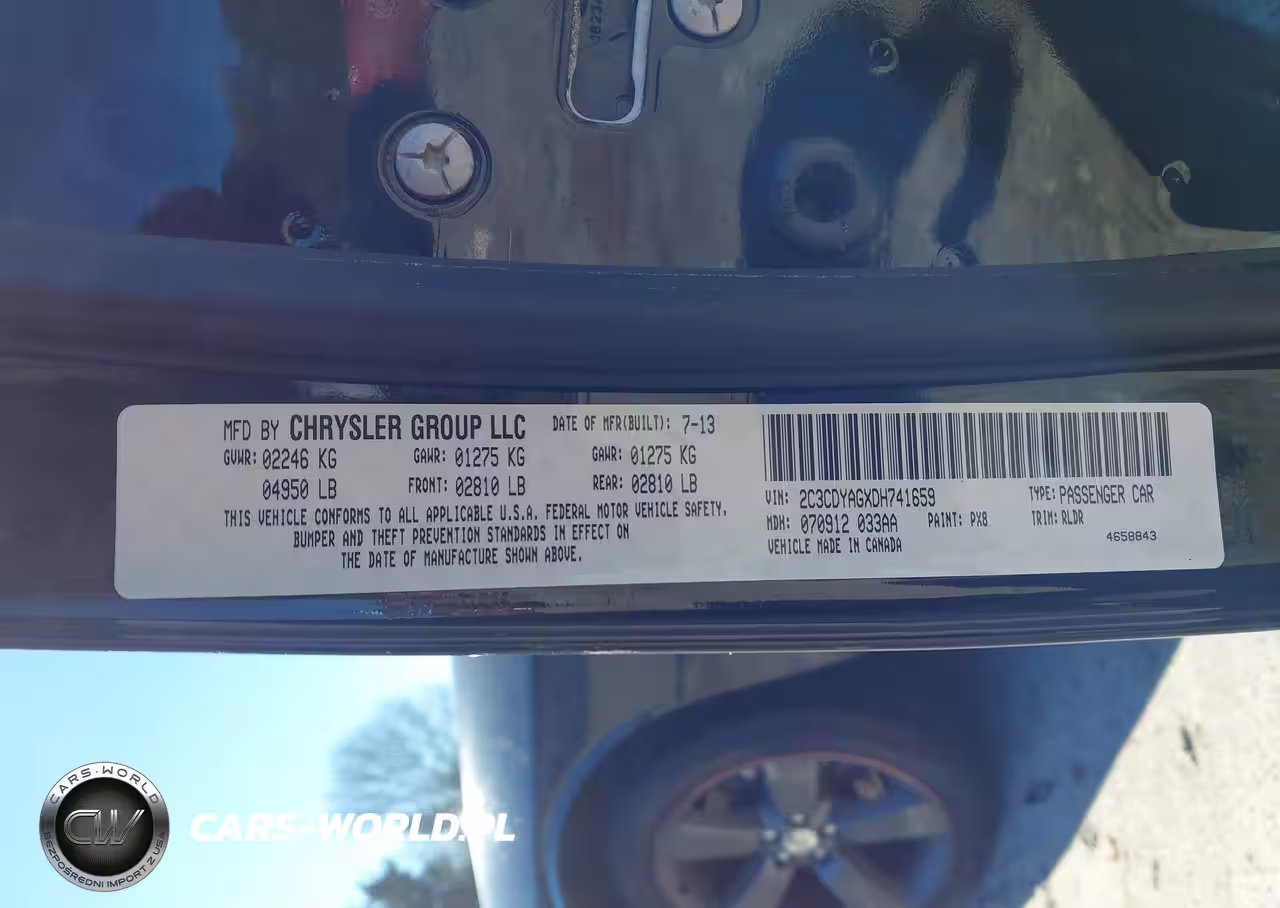 MFD BY CHRYSLER GROUP LLC DATE OF MFR(BUILT): 7-13
GVWR: 02246 KG GAWR: 01275 KG GAWR: 01275 KG
04950 LB FRONT: 02810 LB REAR: 02810 LB
THIS VEHICLE CONFORMS TO ALL APPLICABLE U.S.A. FEDERAL MOTOR VEHICLE SAFETY,
BUMPER AND THEFT PREVENTION STANDARDS IN EFFECT ON
THE DATE OF MANUFACTURE SHOWN ABOVE.
VIN: 2C3CDYAGXDH741659 TYPE: PASSENGER CAR
MDH: 070912 033AA PAINT: PX8 TRIM: RLDR
VEHICLE MADE IN CANADA 4658843
CARS-WORLD
CW
BEZPOŚREDNI IMPORT Z USA
CARS-WORLD.PL